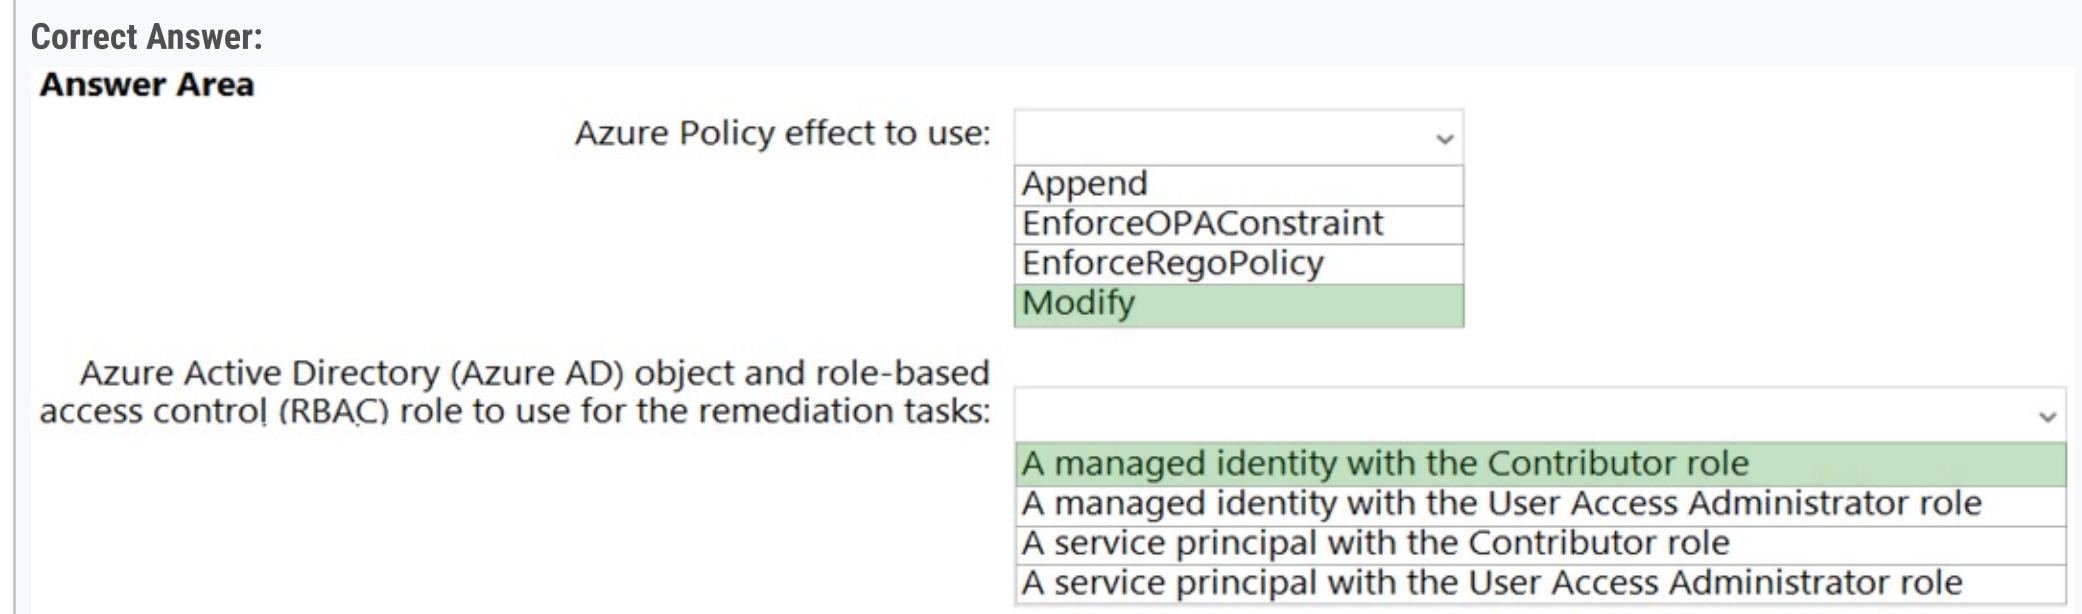 Correct Answer:
Answer Area
Azure Policy effect to use:
Append
EnforceOPAConstraint
EnforceRegoPolicy
Modify
Azure Active Directory (Azure AD) object and role-based
access control (RBAC) role to use for the remediation tasks:
A managed identity with the Contributor role
A managed identity with the User Access Administrator role
A service principal with the Contributor role
A service principal with the User Access Administrator role